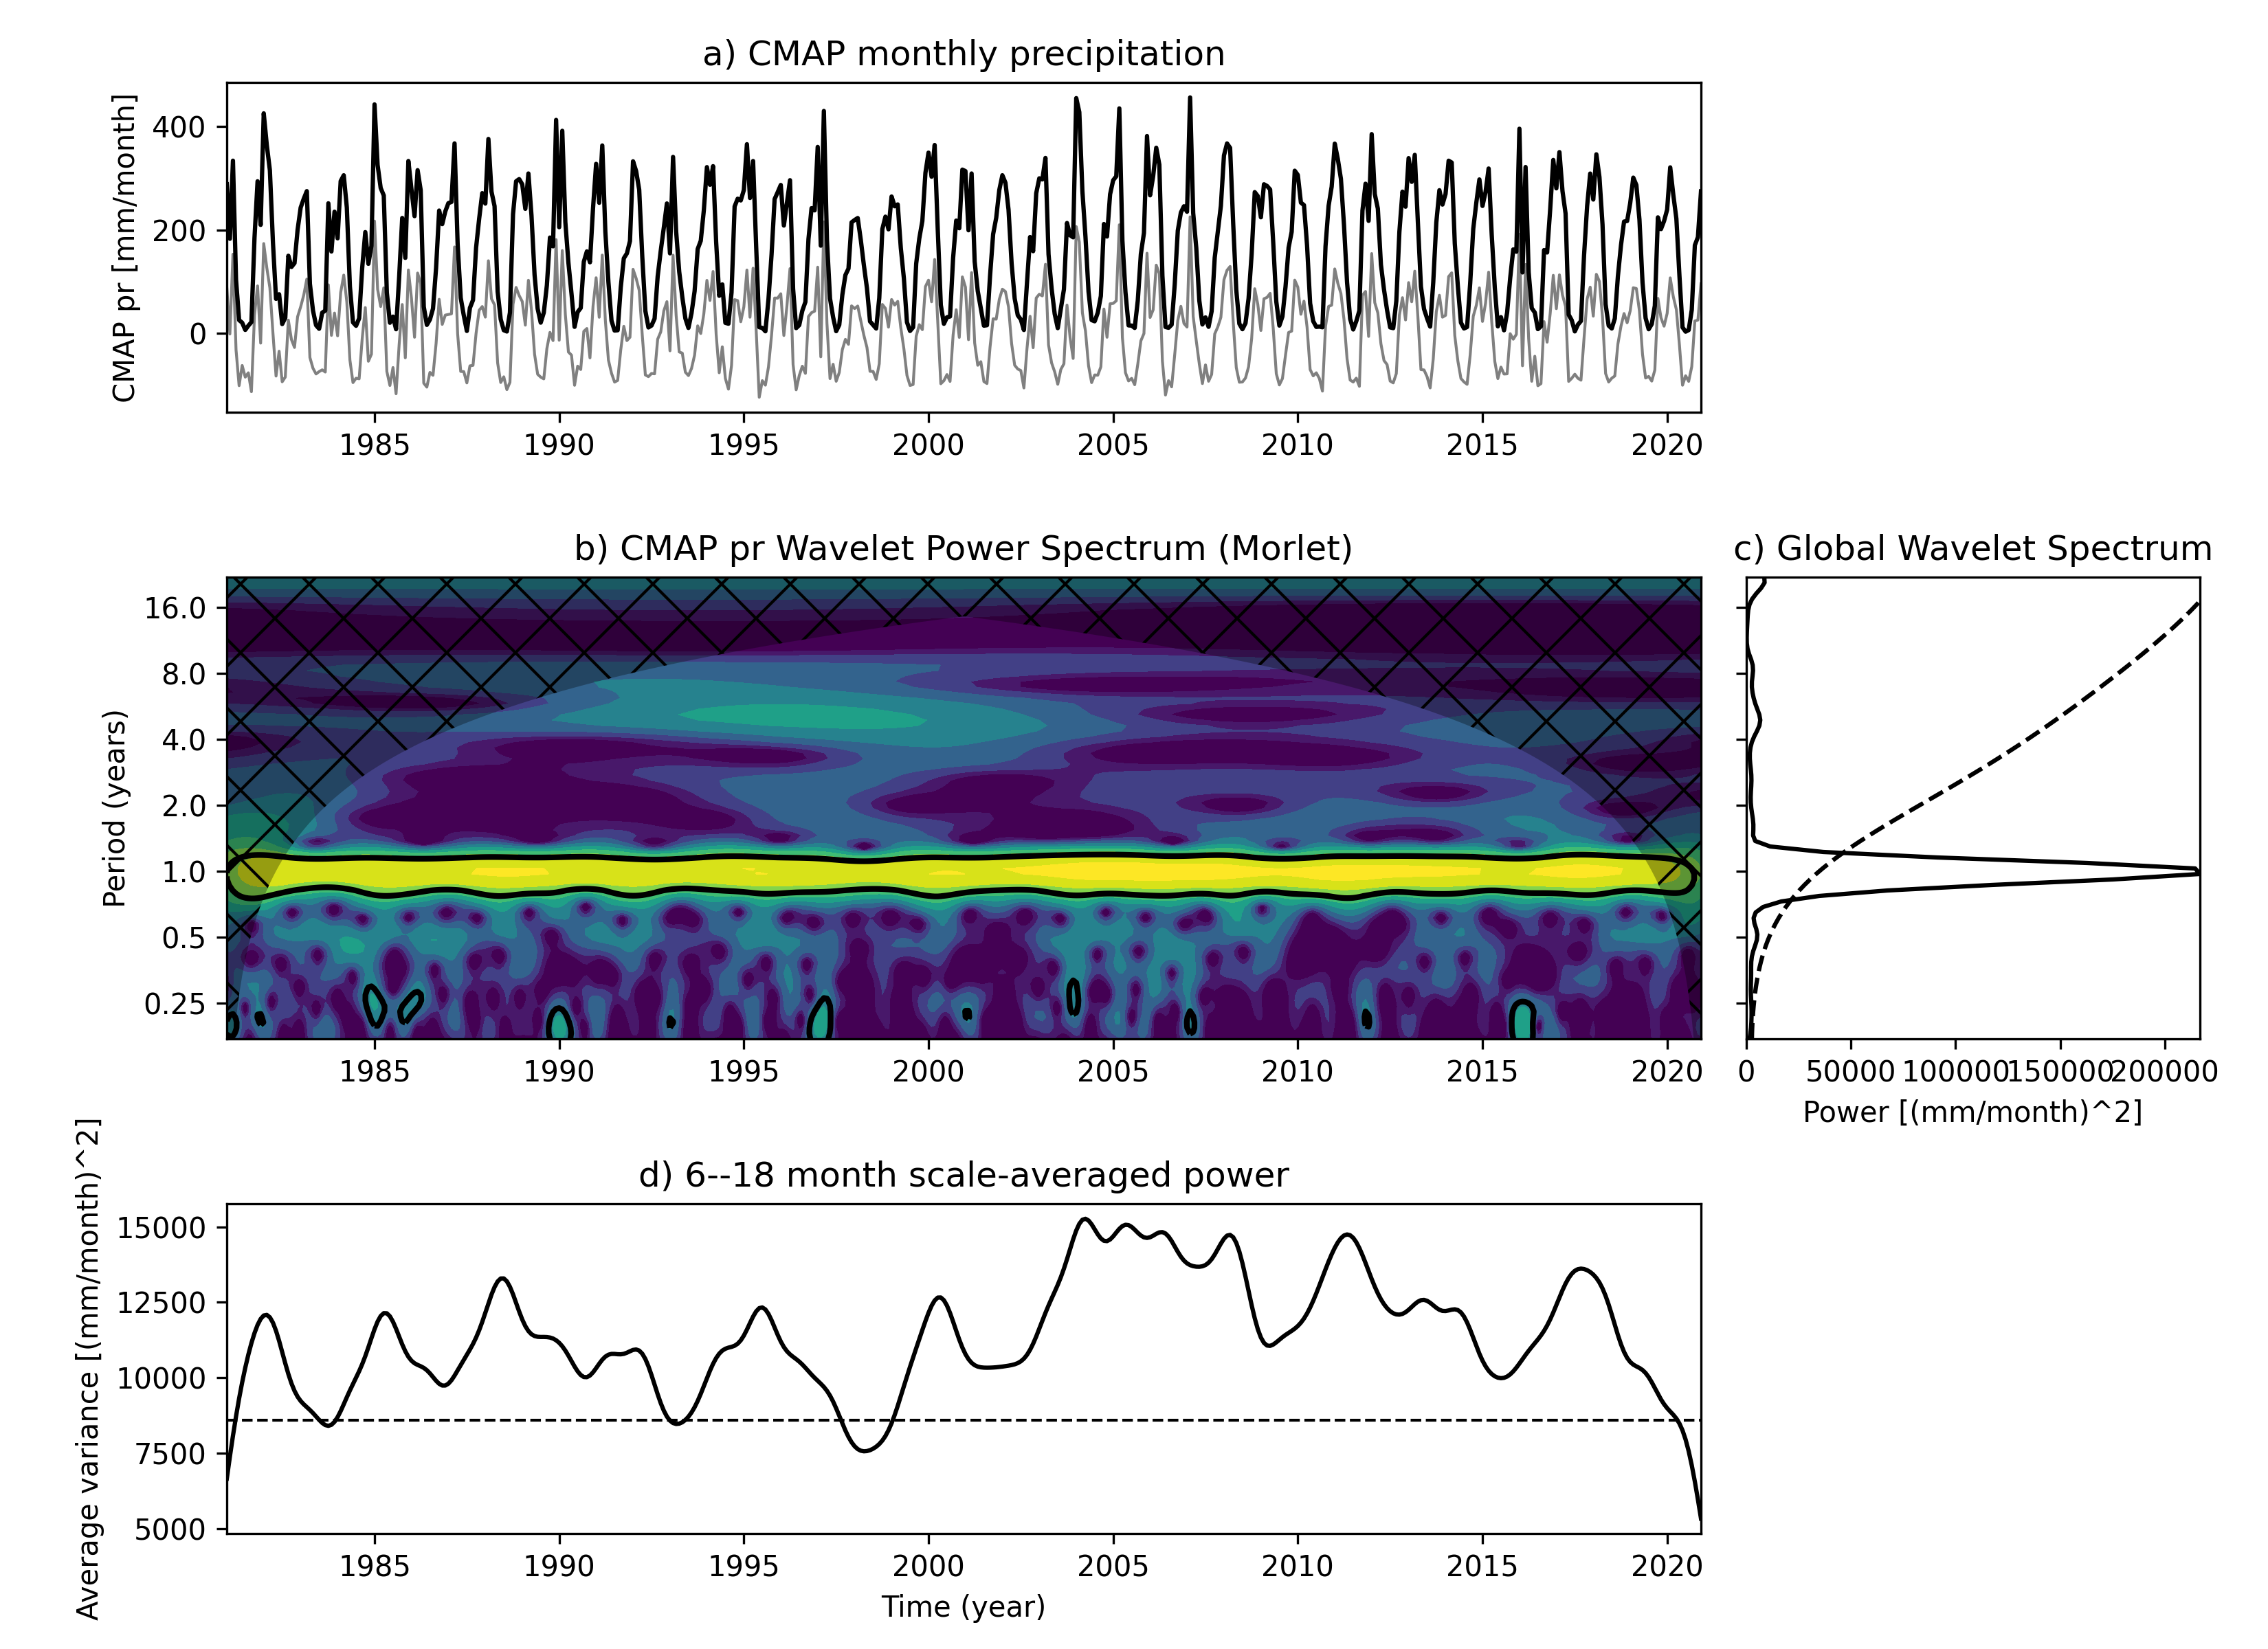 a) CMAP monthly precipitation
CMAP pr [mm/month]
400
200
0
1985 1990 1995 2000 2005 2010 2015 2020
b) CMAP pr Wavelet Power Spectrum (Morlet)
Period (years)
16.0
8.0
4.0
2.0
1.0
0.5
0.25
1985 1990 1995 2000 2005 2010 2015 2020
c) Global Wavelet Spectrum
0 50000 100000 150000 200000
Power [(mm/month)^2]
d) 6--18 month scale-averaged power
Average variance [(mm/month)^2]
15000
12500
10000
7500
5000
1985 1990 1995 2000 2005 2010 2015 2020
Time (year)